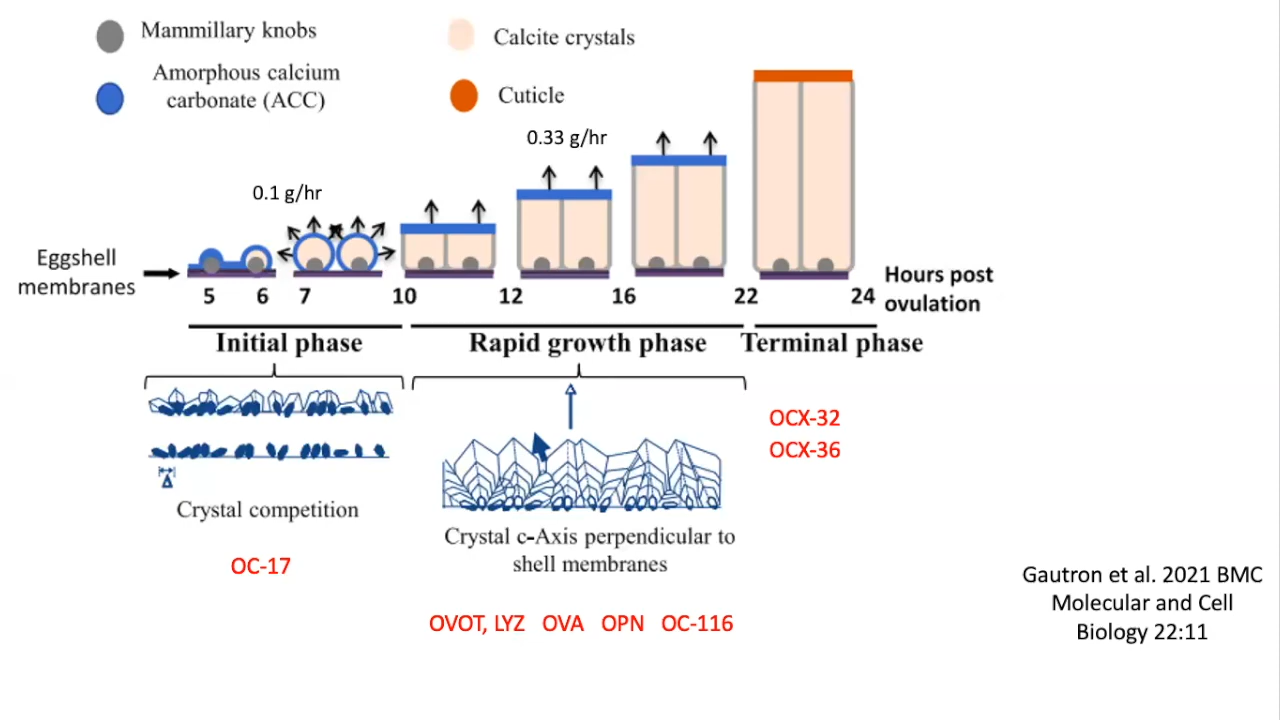 Mammillary knobs
Calcite crystals
Amorphous calcium
carbonate (ACC)
Cuticle
0.33 g/hr
0.1 g/hr
Eggshell
membranes
5 6 7 10 12 16 22 24
Hours post
ovulation
Initial phase
Rapid growth phase
Terminal phase
Δ
Crystal competition
OC-17
Crystal c-Axis perpendicular to
shell membranes
OVOT, LYZ OVA OPN OC-116
OCX-32
OCX-36
Gautron et al. 2021 BMC
Molecular and Cell
Biology 22:11